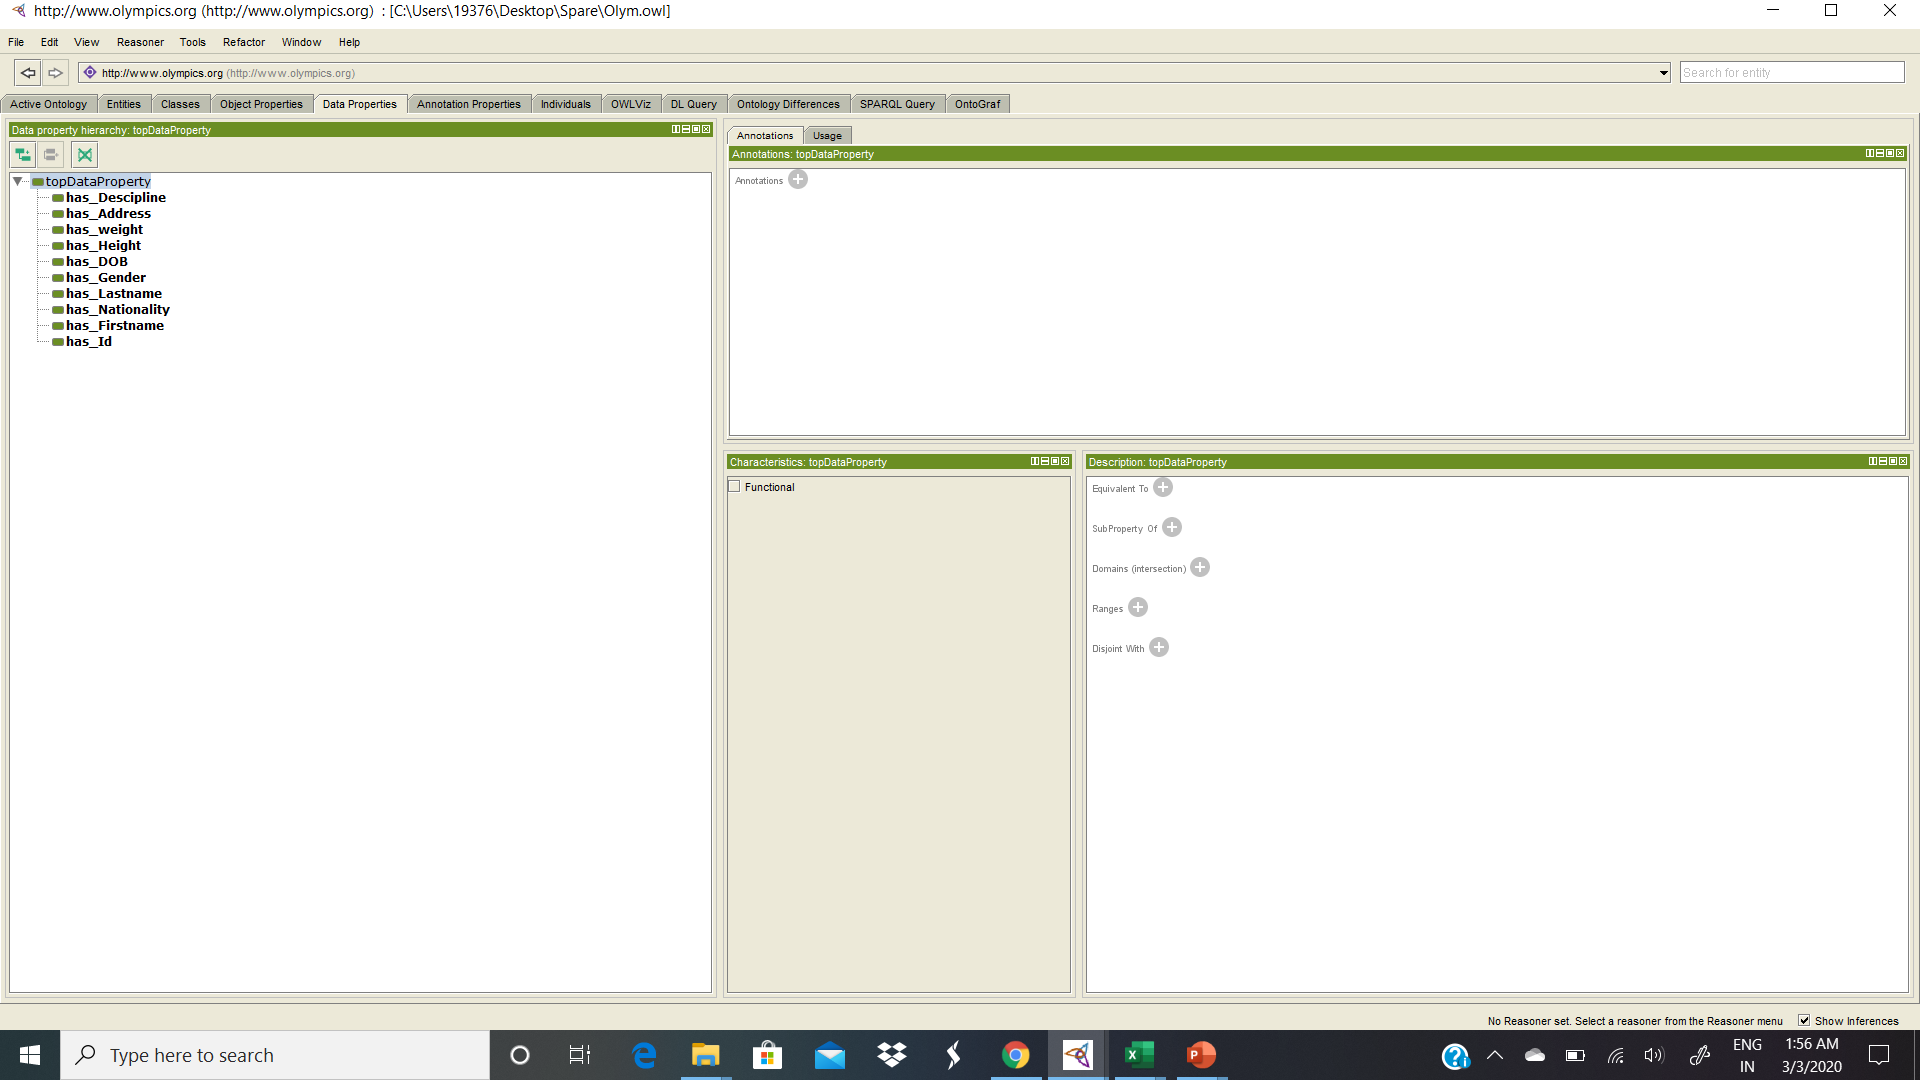 http://www.olympics.org (http://www.olympics.org) : [C:\Users\19376\Desktop\Spare\Olym.owl]
File Edit View Reasoner Tools Refactor Window Help
http://www.olympics.org (http://www.olympics.org)
Search for entity
Active Ontology Entities Classes Object Properties Data Properties Annotation Properties Individuals OWLViz DL Query Ontology Differences SPARQL Query OntoGraf
Data property hierarchy: topDataProperty
topDataProperty
has_Descipline
has_Address
has_weight
has_Height
has_DOB
has_Gender
has_Lastname
has_Nationality
has_Firstname
has_Id
Annotations Usage
Annotations: topDataProperty
Annotations
Characteristics: topDataProperty
Functional
Description: topDataProperty
Equivalent To
SubProperty Of
Domains (intersection)
Ranges
Disjoint With
No Reasoner set. Select a reasoner from the Reasoner menu
Show Inferences
Type here to search
ENG
IN
1:56 AM
3/3/2020